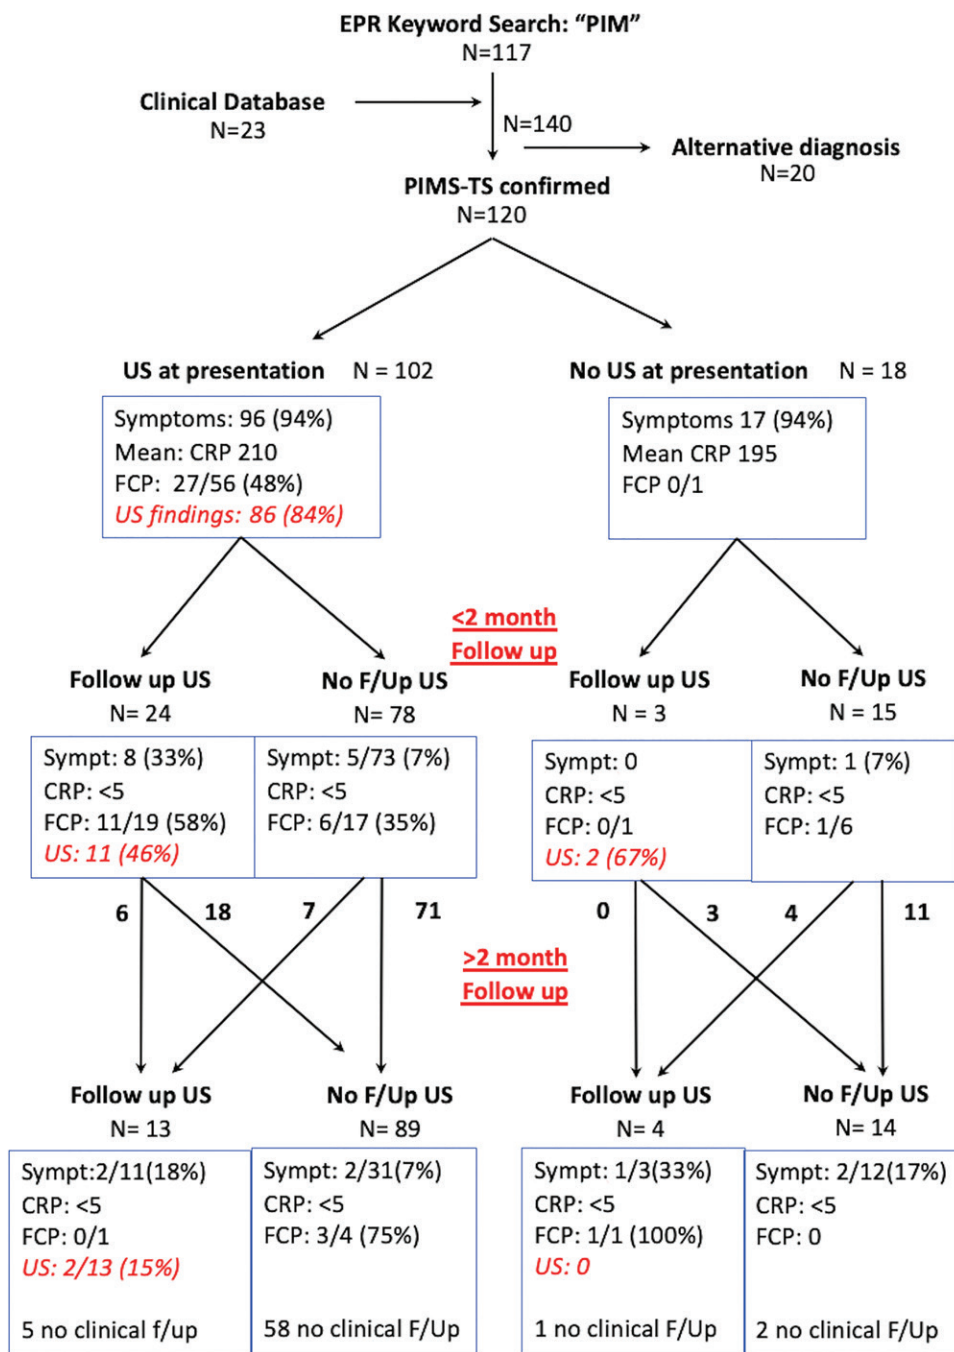 EPR Keyword Search: “PIM”
N=117
Clinical Database
N=23
N=140
Alternative diagnosis
N=20
PIMS-TS confirmed
N=120
US at presentation N = 102
Symptoms: 96 (94%)
Mean: CRP 210
FCP: 27/56 (48%)
US findings: 86 (84%)
No US at presentation N = 18
Symptoms 17 (94%)
Mean CRP 195
FCP 0/1
<2 month
Follow up
Follow up US
N= 24
Sympt: 8 (33%)
CRP: <5
FCP: 11/19 (58%)
US: 11 (46%)
No F/Up US
N= 78
Sympt: 5/73 (7%)
CRP: <5
FCP: 6/17 (35%)
Follow up US
N = 3
Sympt: 0
CRP: <5
FCP: 0/1
US: 2 (67%)
No F/Up US
N = 15
Sympt: 1 (7%)
CRP: <5
FCP: 1/6
6 18 7 71 0 3 4 11
>2 month
Follow up
Follow up US
N= 13
Sympt:2/11(18%)
CRP: <5
FCP: 0/1
US: 2/13 (15%)
5 no clinical f/up
No F/Up US
N= 89
Sympt: 2/31(7%)
CRP: <5
FCP: 3/4 (75%)
58 no clinical F/Up
Follow up US
N= 4
Sympt: 1/3(33%)
CRP: <5
FCP: 1/1 (100%)
US: 0
1 no clinical F/Up
No F/Up US
N= 14
Sympt: 2/12(17%)
CRP: <5
FCP: 0
2 no clinical F/Up